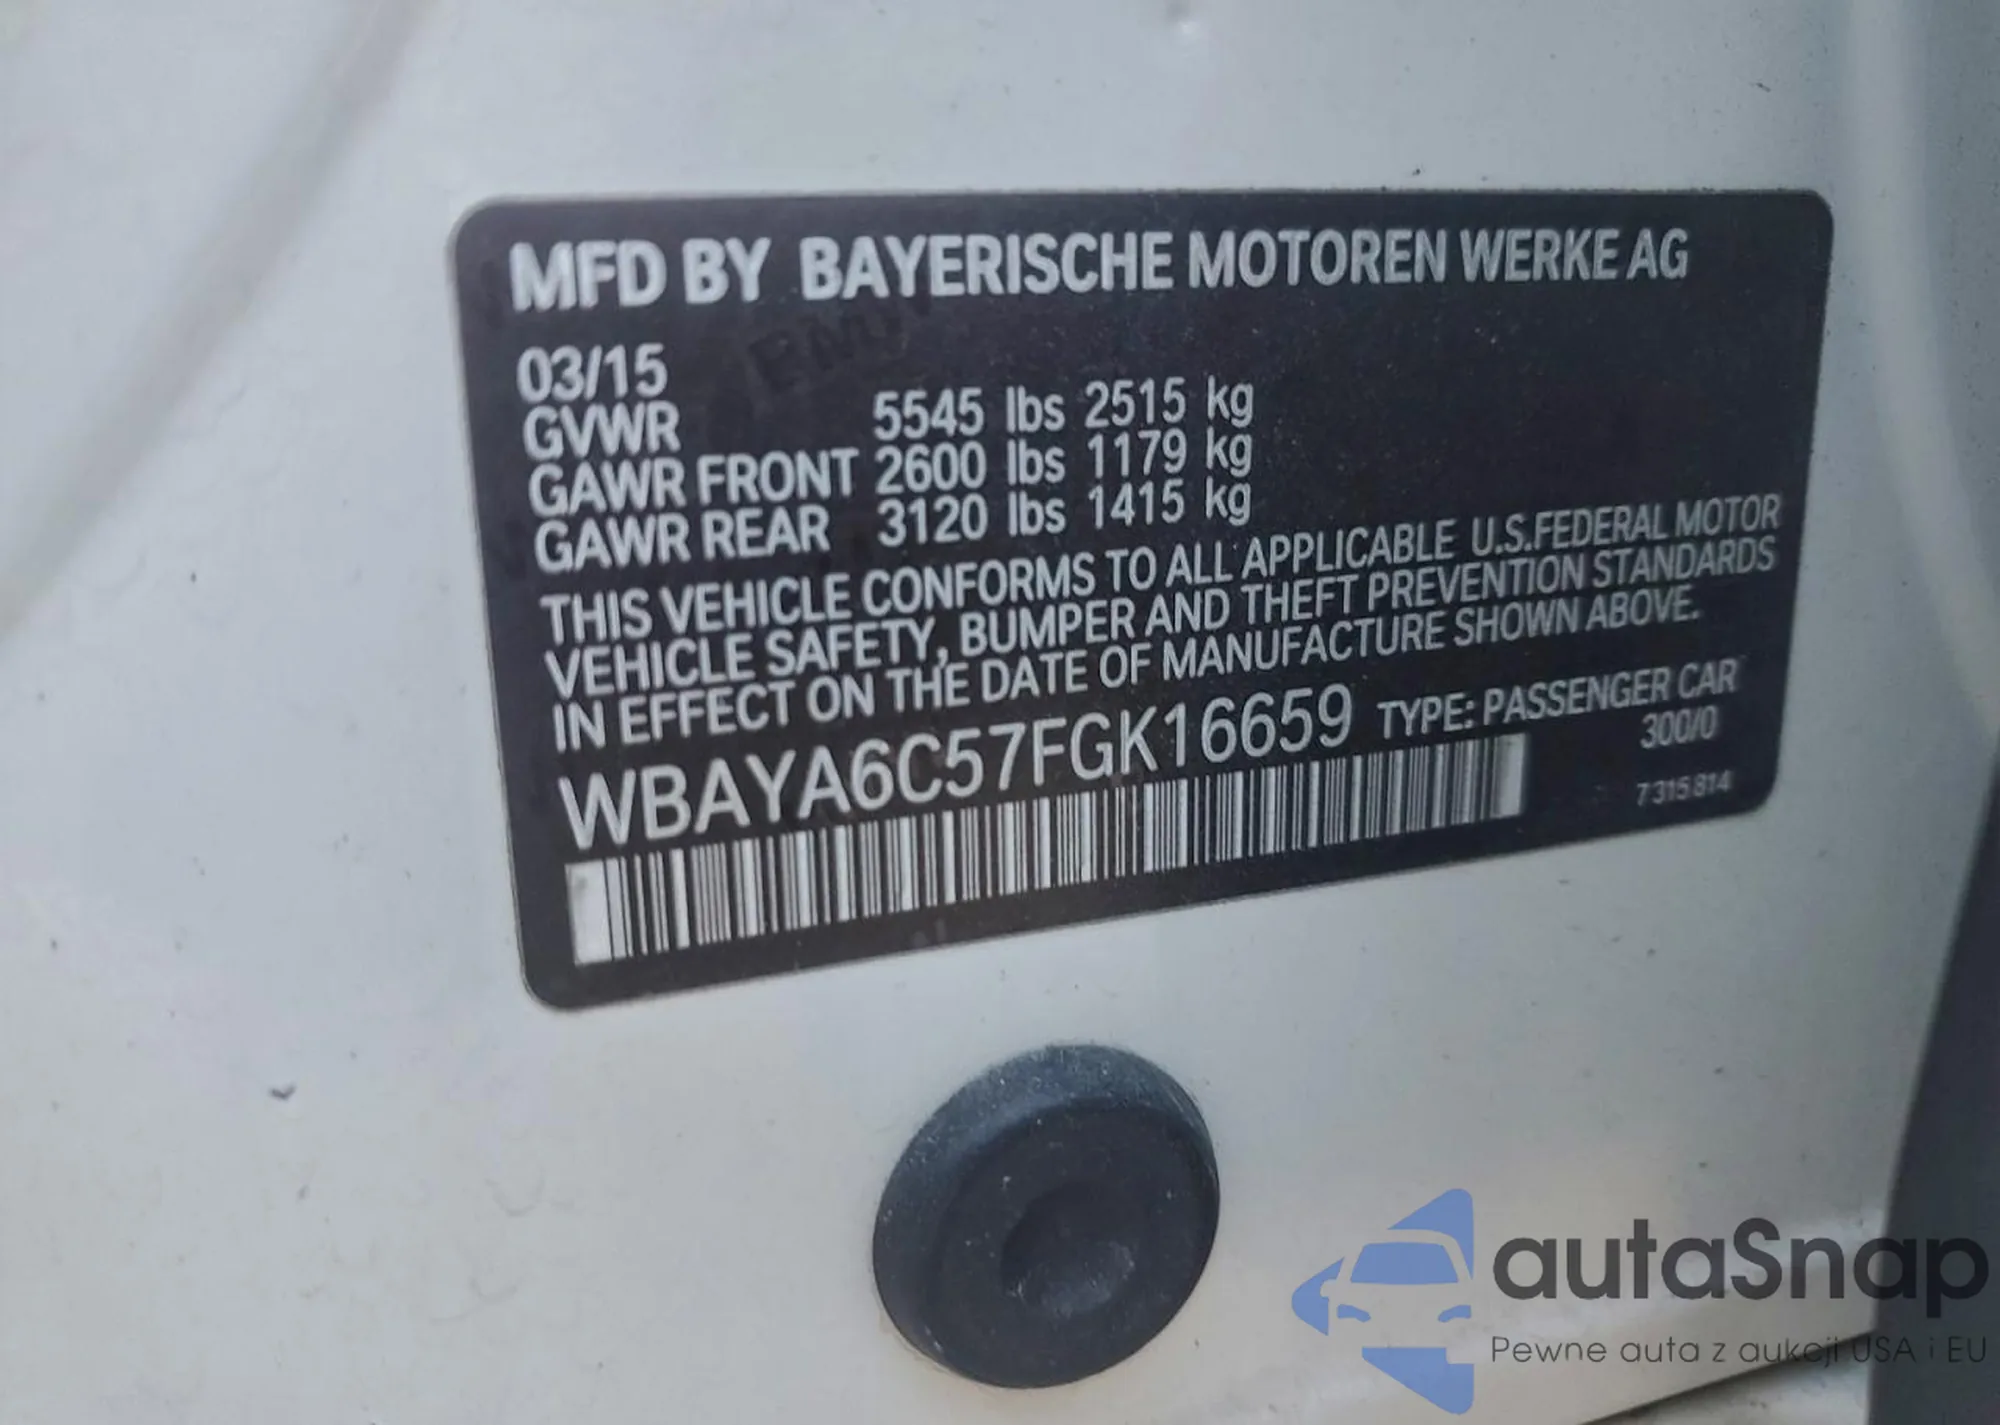 MFD BY BAYERISCHE MOTOREN WERKE AG
03/15
GVWR 5545 lbs 2515 kg
GAWR FRONT 2600 lbs 1179 kg
GAWR REAR 3120 lbs 1415 kg
THIS VEHICLE CONFORMS TO ALL APPLICABLE U.S.FEDERAL MOTOR
VEHICLE SAFETY, BUMPER AND THEFT PREVENTION STANDARDS
IN EFFECT ON THE DATE OF MANUFACTURE SHOWN ABOVE.
WBAYA6C57FGK16659 TYPE: PASSENGER CAR
300/0
7315814
autaSnap
Pewne auta z aukcji USA i EU